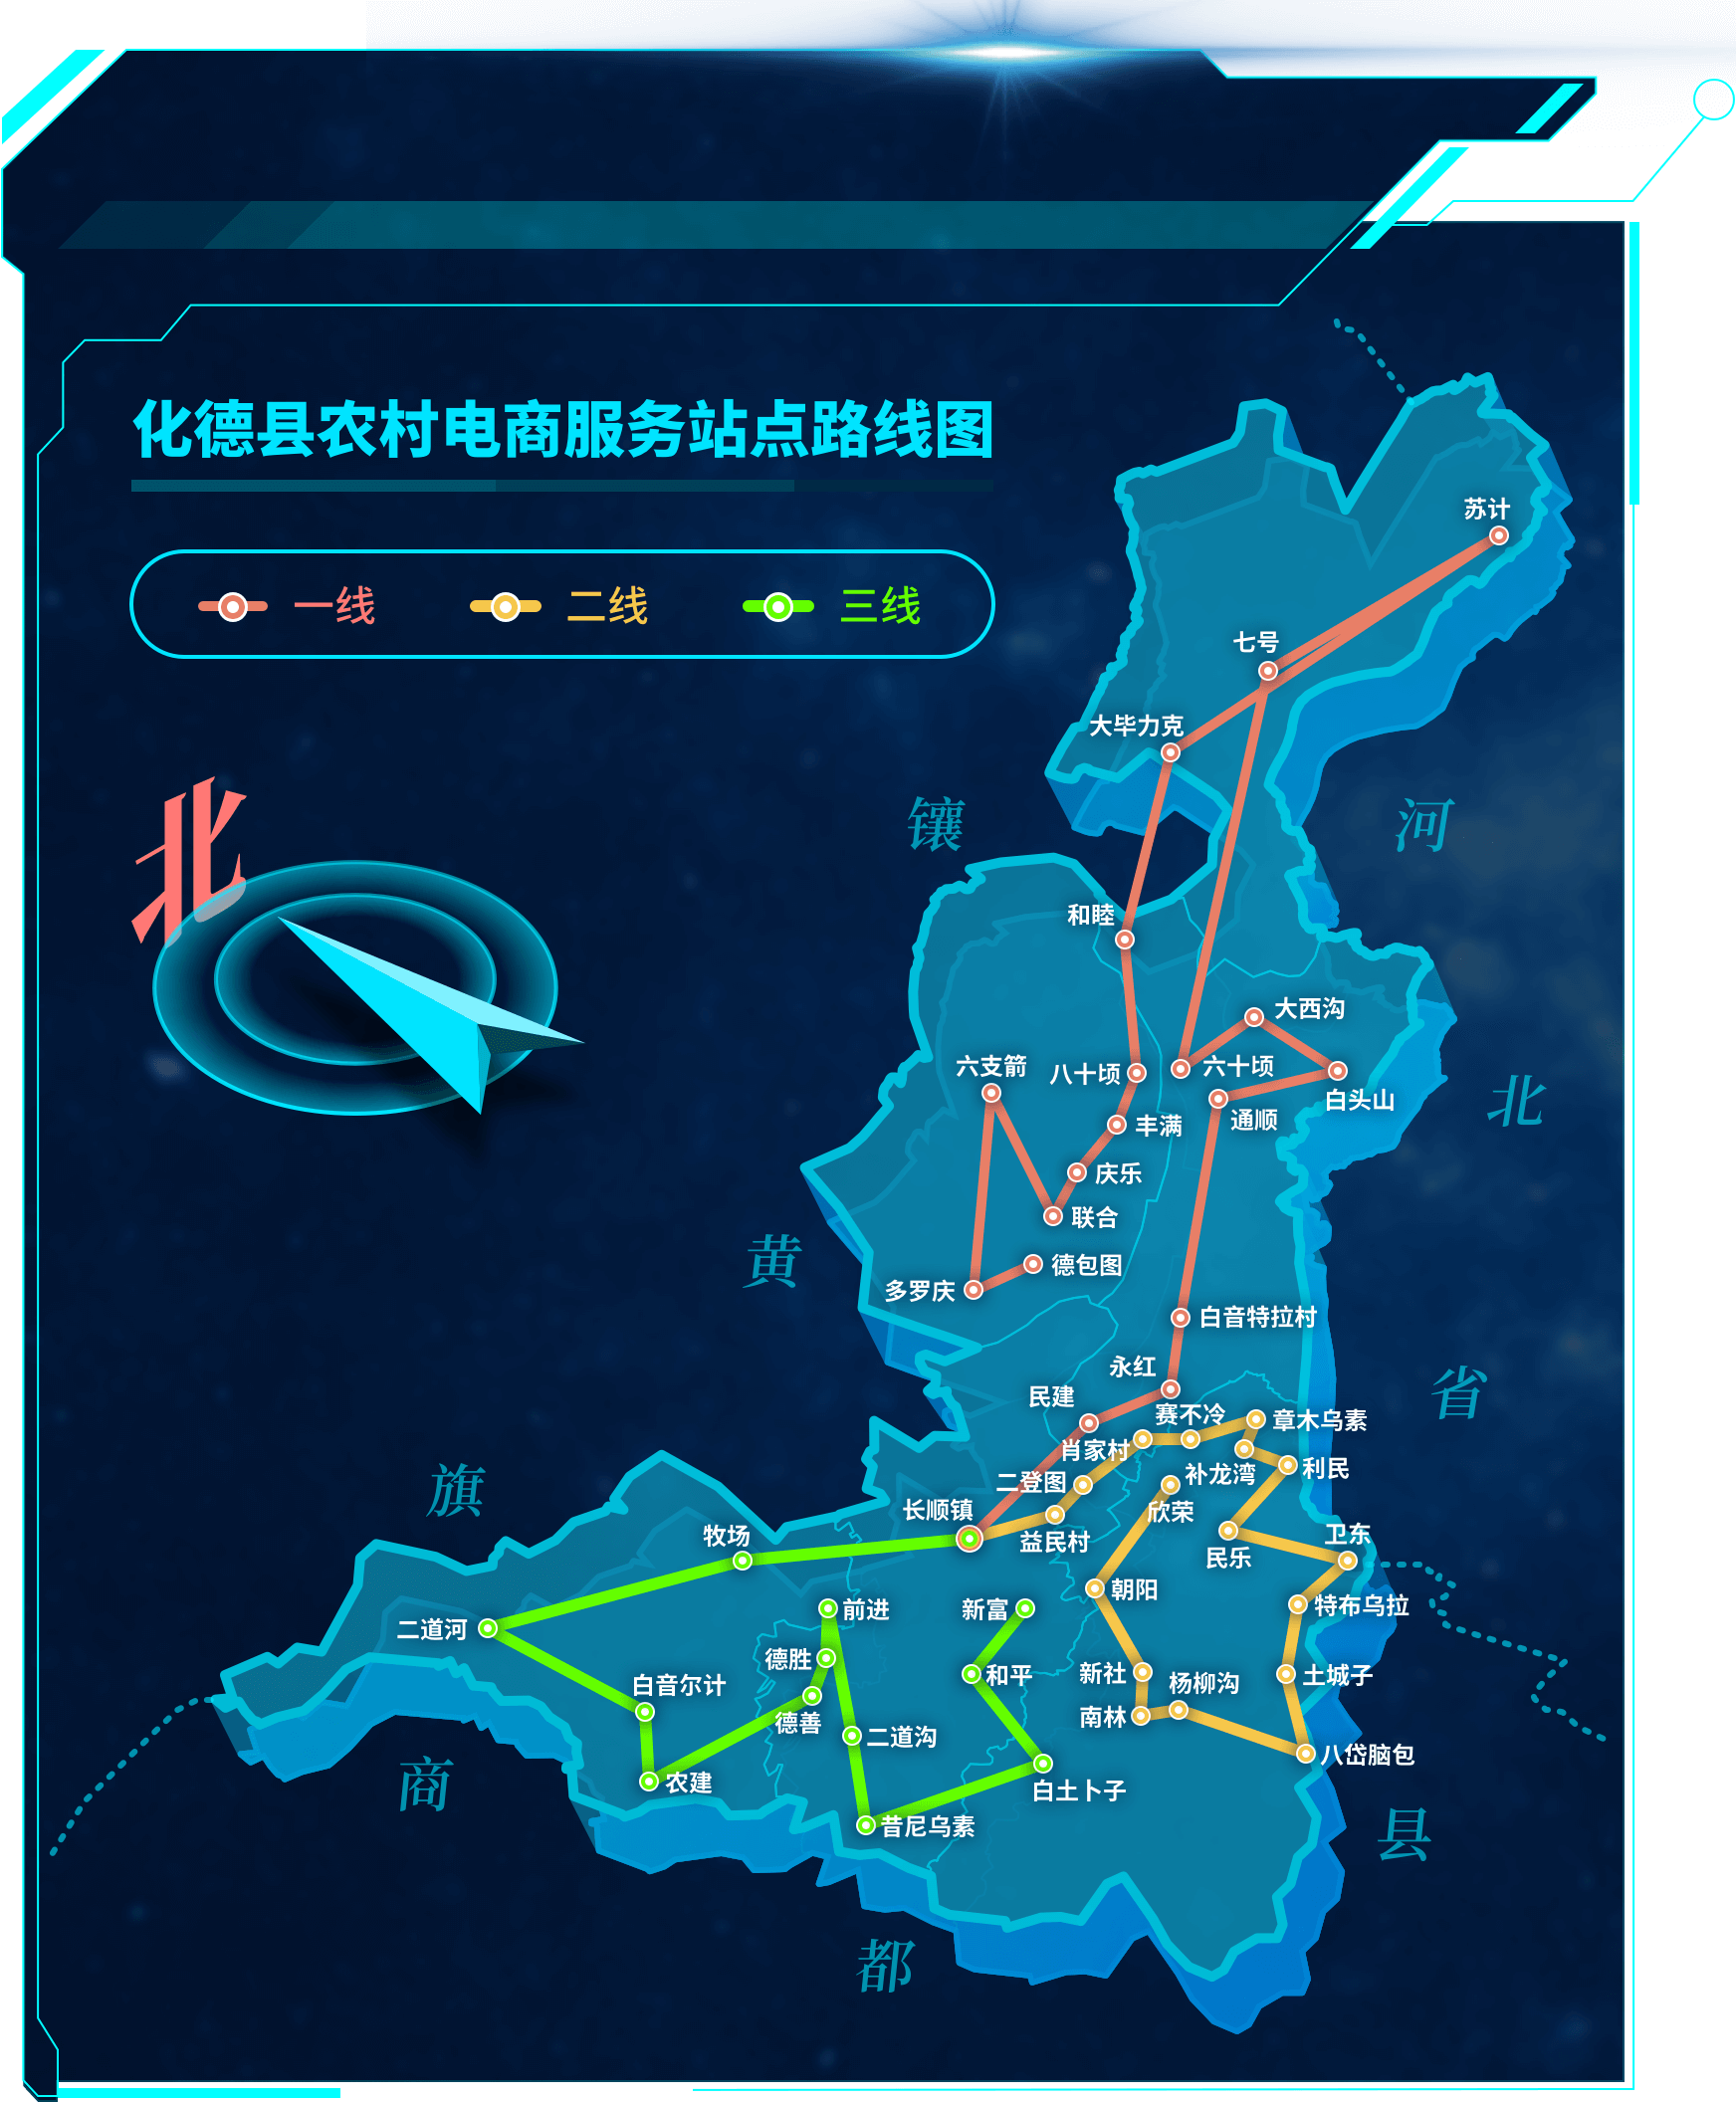 化德县农村电商服务站点路线图
一线 二线 三线
北
苏计
七号
大毕力克
镶
河
和睦
大西沟
六支箭
八十顷
六十顷
白头山
北
丰满
通顺
庆乐
联合
黄
德包图
多罗庆
白音特拉村
永红
民建
省
赛不冷
章木乌素
肖家村
利民
补龙湾
二登图
旗
长顺镇
欣荣
牧场
益民村
卫东
民乐
朝阳
前进
新富
特布乌拉
二道河
德胜
新社
和平
土城子
白音尔计
杨柳沟
德善
南林
二道沟
八岱脑包
商
农建
白土卜子
昔尼乌素
县
都